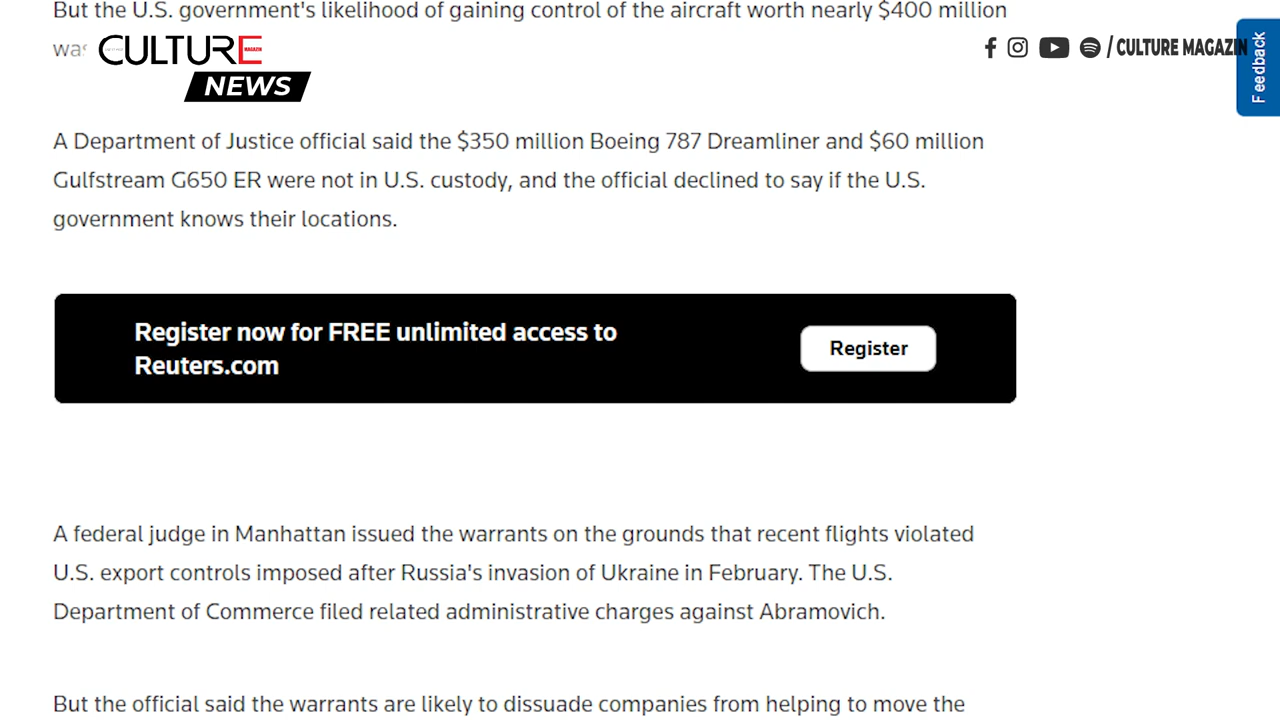 But the U.S. government's likelihood of gaining control of the aircraft worth nearly $400 million
was
CULTURE
MAGAZIN
NEWS
/ CULTURE MAGAZIN
Feedback
A Department of Justice official said the $350 million Boeing 787 Dreamliner and $60 million
Gulfstream G650 ER were not in U.S. custody, and the official declined to say if the U.S.
government knows their locations.
Register now for FREE unlimited access to
Reuters.com
Register
A federal judge in Manhattan issued the warrants on the grounds that recent flights violated
U.S. export controls imposed after Russia's invasion of Ukraine in February. The U.S.
Department of Commerce filed related administrative charges against Abramovich.
But the official said the warrants are likely to dissuade companies from helping to move the